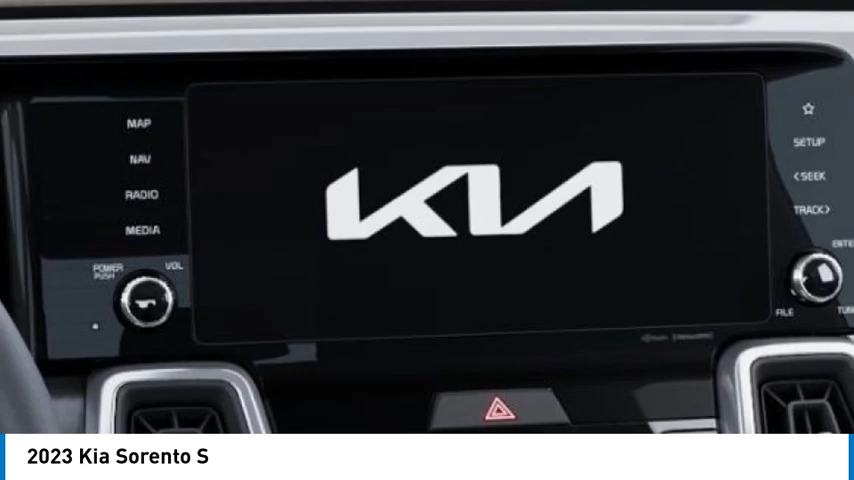 MAP
NAV
RADIO
MEDIA
POWER
PUSH
VOL
KIA
☆
SETUP
<SEEK
TRACK>
FILE
2023 Kia Sorento S